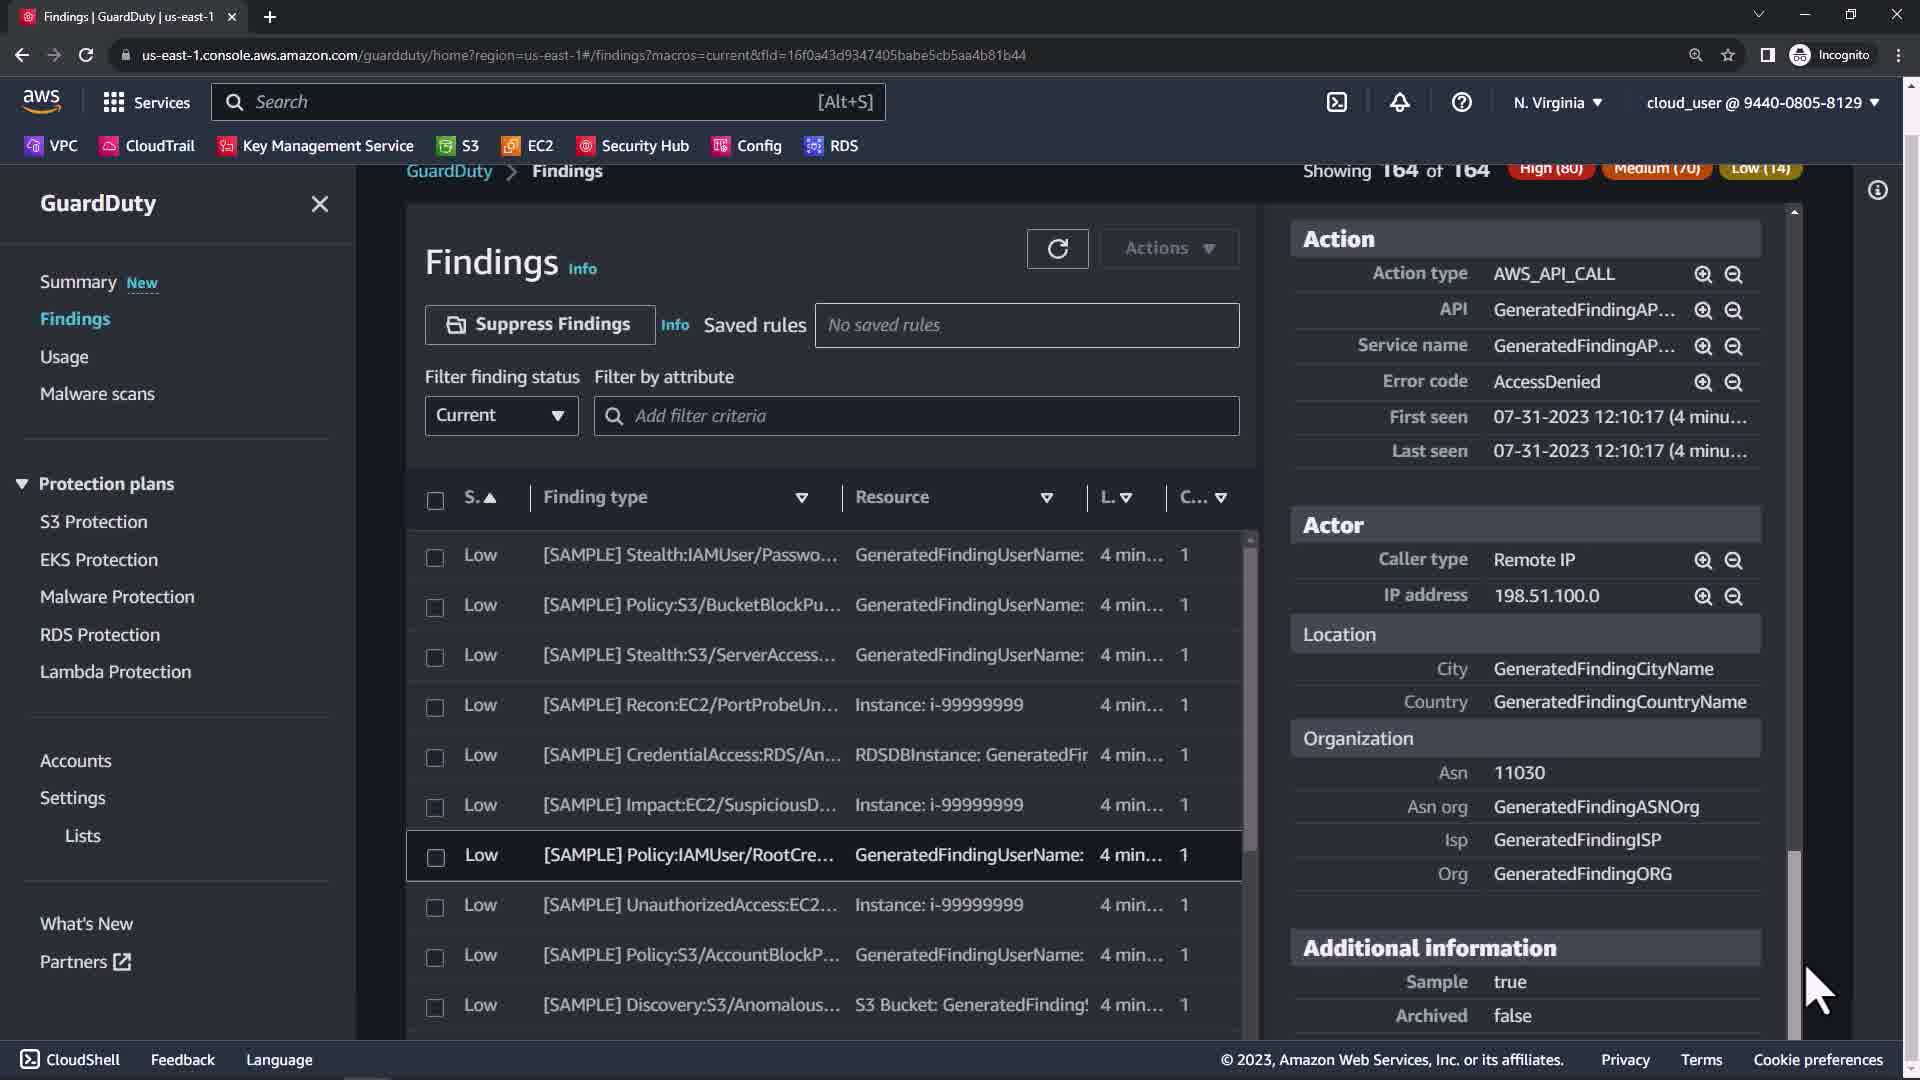 Findings | GuardDuty | us-east-1
us-east-1.console.aws.amazon.com/guardduty/home?region=us-east-1#/findings?macros=current&fId=16f0a43d9347405babe5cb5aa4b81b44
Incognito
aws
Services
Search
[Alt+S]
N. Virginia
cloud_user @ 9440-0805-8129
VPC
CloudTrail
Key Management Service
S3
EC2
Security Hub
Config
RDS
GuardDuty
Summary New
Findings
Usage
Malware scans
Protection plans
S3 Protection
EKS Protection
Malware Protection
RDS Protection
Lambda Protection
Accounts
Settings
Lists
What's New
Partners
GuardDuty > Findings
Showing 164 of 164
High (80)
Medium (70)
Low (14)
Findings Info
Actions
Suppress Findings Info Saved rules No saved rules
Filter finding status Filter by attribute
Current Add filter criteria
S. Finding type Resource L. C...
Low [SAMPLE] Stealth:IAMUser/Passwo... GeneratedFindingUserName: 4 min... 1
Low [SAMPLE] Policy:S3/BucketBlockPu... GeneratedFindingUserName: 4 min... 1
Low [SAMPLE] Stealth:S3/ServerAccess... GeneratedFindingUserName: 4 min... 1
Low [SAMPLE] Recon:EC2/PortProbeUn... Instance: i-99999999 4 min... 1
Low [SAMPLE] CredentialAccess:RDS/An... RDSDBInstance: GeneratedFir 4 min... 1
Low [SAMPLE] Impact:EC2/SuspiciousD... Instance: i-99999999 4 min... 1
Low [SAMPLE] Policy:IAMUser/RootCre... GeneratedFindingUserName: 4 min... 1
Low [SAMPLE] UnauthorizedAccess:EC2... Instance: i-99999999 4 min... 1
Low [SAMPLE] Policy:S3/AccountBlockP... GeneratedFindingUserName: 4 min... 1
Low [SAMPLE] Discovery:S3/Anomalous... S3 Bucket: GeneratedFindingS 4 min... 1
Action
Action type AWS_API_CALL
API GeneratedFindingAP...
Service name GeneratedFindingAP...
Error code AccessDenied
First seen 07-31-2023 12:10:17 (4 minu...
Last seen 07-31-2023 12:10:17 (4 minu...
Actor
Caller type Remote IP
IP address 198.51.100.0
Location
City GeneratedFindingCityName
Country GeneratedFindingCountryName
Organization
Asn 11030
Asn org GeneratedFindingASNOrg
Isp GeneratedFindingISP
Org GeneratedFindingORG
Additional information
Sample true
Archived false
CloudShell
Feedback
Language
© 2023, Amazon Web Services, Inc. or its affiliates.
Privacy
Terms
Cookie preferences